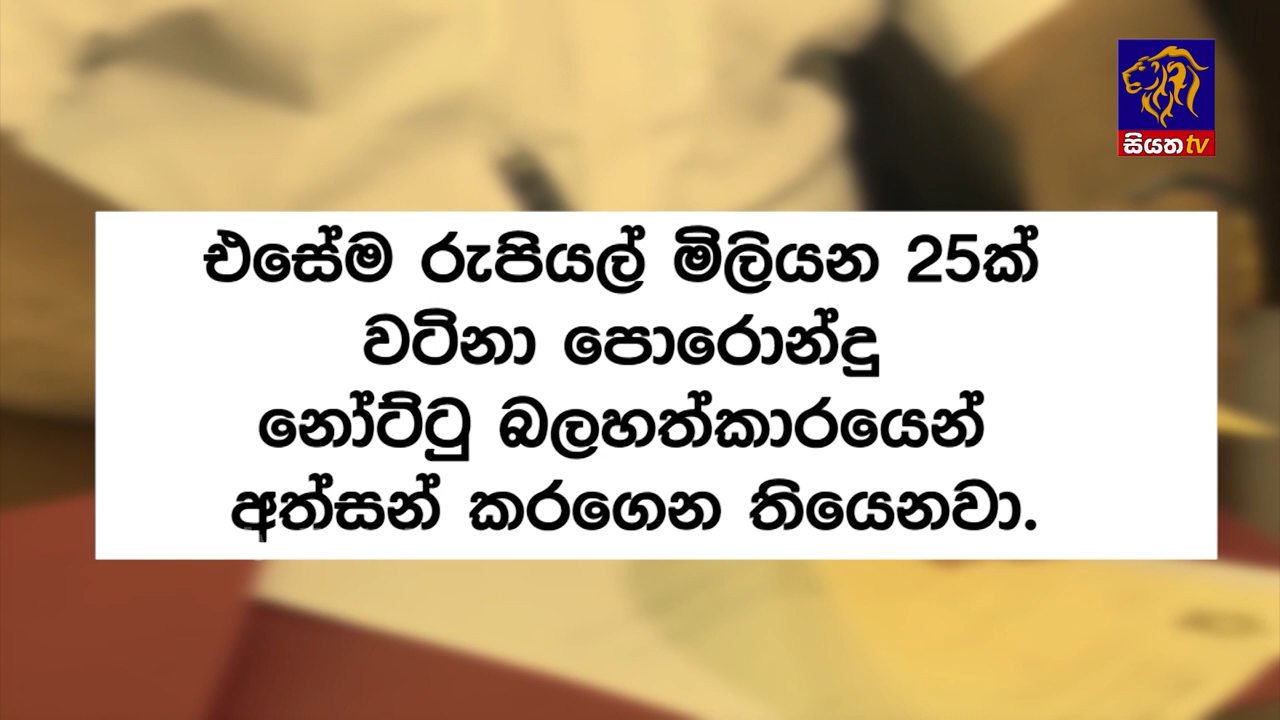 සියත tv
එසේම රුපියල් මිලියන 25ක්
වටිනා පොරොන්දු
නෝට්ටු බලහත්කාරයෙන්
අත්සන් කරගෙන තියෙනවා.